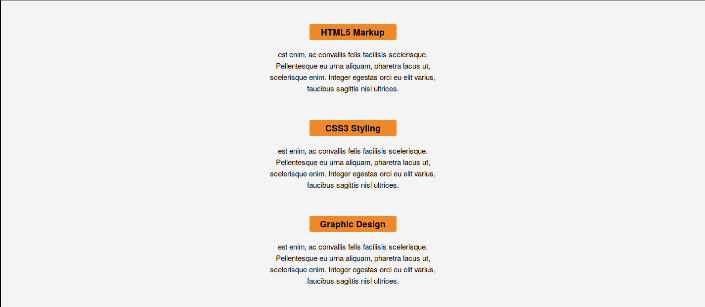 HTML5 Markup
est enim, ac convallis felis facilisis scelerisque.
Pellentesque eu urna aliquam, pharetra lacus ut,
scelerisque enim. Integer egestas orci eu elit varius,
faucibus sagittis nisl ultrices.
CSS3 Styling
est enim, ac convallis felis facilisis scelerisque.
Pellentesque eu urna aliquam, pharetra lacus ut,
scelerisque enim. Integer egestas orci eu elit varius,
faucibus sagittis nisl ultrices.
Graphic Design
est enim, ac convallis felis facilisis scelerisque.
Pellentesque eu urna aliquam, pharetra lacus ut,
scelerisque enim. Integer egestas orci eu elit varius,
faucibus sagittis nisl ultrices.